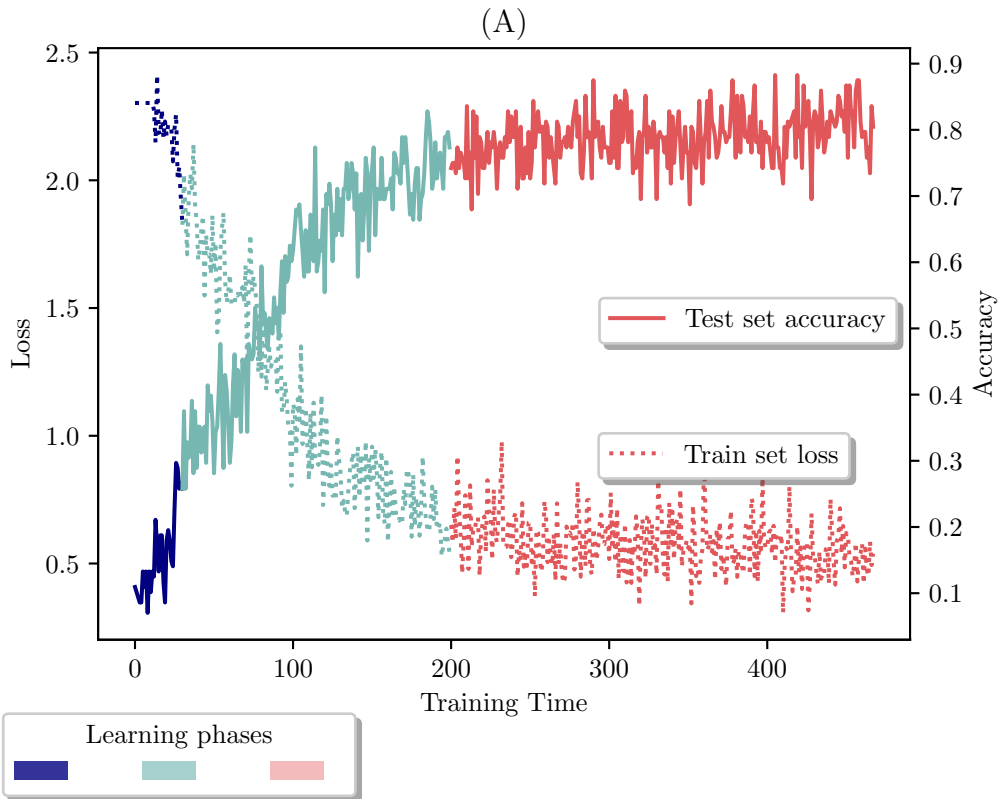 (A)
2.5
2.0
1.5
1.0
0.5
Loss
0.9
0.8
0.7
0.6
0.5
0.4
0.3
0.2
0.1
Accuracy
Test set accuracy
Train set loss
0 100 200 300 400
Training Time
Learning phases